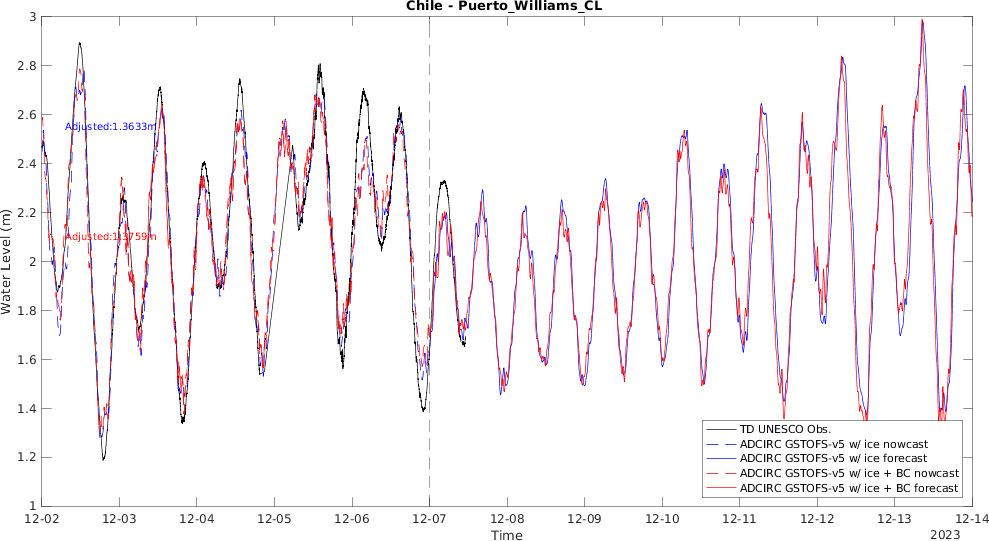 Chile - Puerto_Williams_CL
3
2.8
2.6
2.4
2.2
2
1.8
1.6
1.4
1.2
1
Water Level (m)
Adjusted:1.3633m
Adjusted:1.3759m
TD UNESCO Obs.
ADCIRC GSTOFS-v5 w/ ice nowcast
ADCIRC GSTOFS-v5 w/ ice forecast
ADCIRC GSTOFS-v5 w/ ice + BC nowcast
ADCIRC GSTOFS-v5 w/ ice + BC forecast
12-02 12-03 12-04 12-05 12-06 12-07 12-08 12-09 12-10 12-11 12-12 12-13 12-14
Time
2023